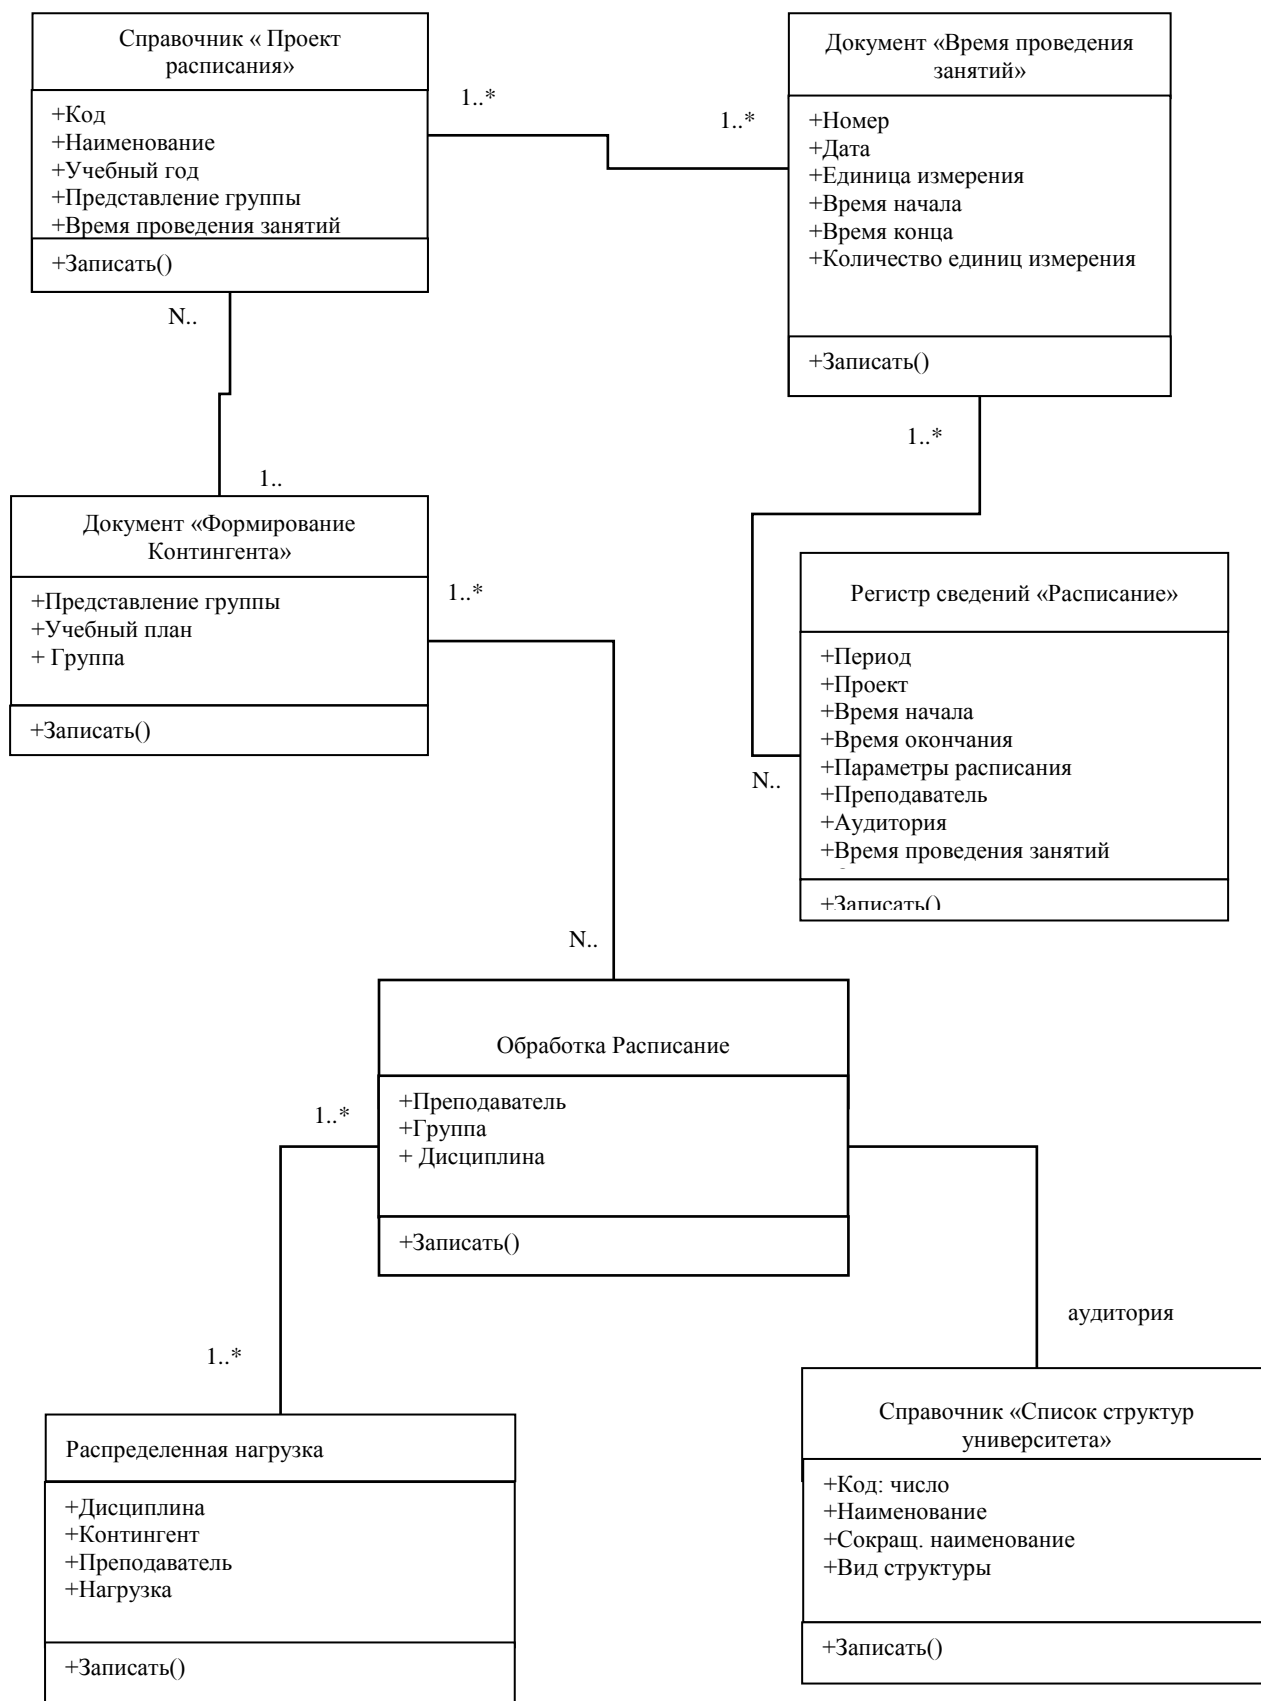 Справочник « Проект
расписания»
+Код
+Наименование
+Учебный год
+Представление группы
+Время проведения занятий
+Записать()
1..*
1..*
Документ «Время проведения
занятий»
+Номер
+Дата
+Единица измерения
+Время начала
+Время конца
+Количество единиц измерения
+Записать()
N..
1..
1..*
Документ «Формирование
Контингента»
+Представление группы
+Учебный план
+ Группа
+Записать()
1..*
N..
Регистр сведений «Расписание»
+Период
+Проект
+Время начала
+Время окончания
+Параметры расписания
+Преподаватель
+Аудитория
+Время проведения занятий
+Записать()
N..
Обработка Расписание
+Преподаватель
+Группа
+ Дисциплина
+Записать()
1..*
1..*
аудитория
Распределенная нагрузка
+Дисциплина
+Контингент
+Преподаватель
+Нагрузка
+Записать()
Справочник «Список структур
университета»
+Код: число
+Наименование
+Сокращ. наименование
+Вид структуры
+Записать()